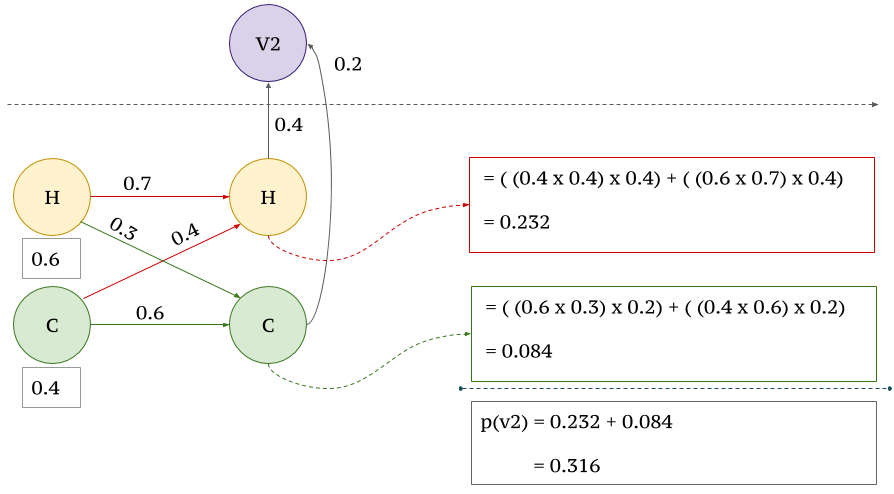 V2
0.2
0.4
H
0.7
H
0.3
0.4
0.6
C
0.6
C
0.4
= ( (0.4 x 0.4) x 0.4) + ( (0.6 x 0.7) x 0.4)
= 0.232
= ( (0.6 x 0.3) x 0.2) + ( (0.4 x 0.6) x 0.2)
= 0.084
p(v2) = 0.232 + 0.084
= 0.316